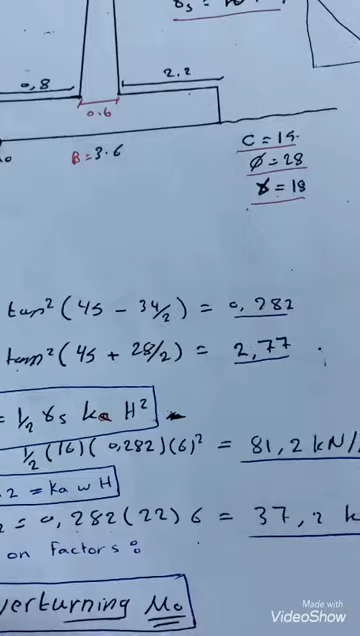 0,8
2.2
0.6
B = 3.6
C = 15
ϕ = 28
γ = 18
tan² (45 - 34/2) = 0,282
tan² (45 + 28/2) = 2,77
= 1/2 γs ka H²
1/2 (16) (0,282) (6)² = 81,2 kN/
2 = ka w H
= 0,282 (22) 6 = 37,2 k
on Factors :
verturning Mo
Made with
VideoShow